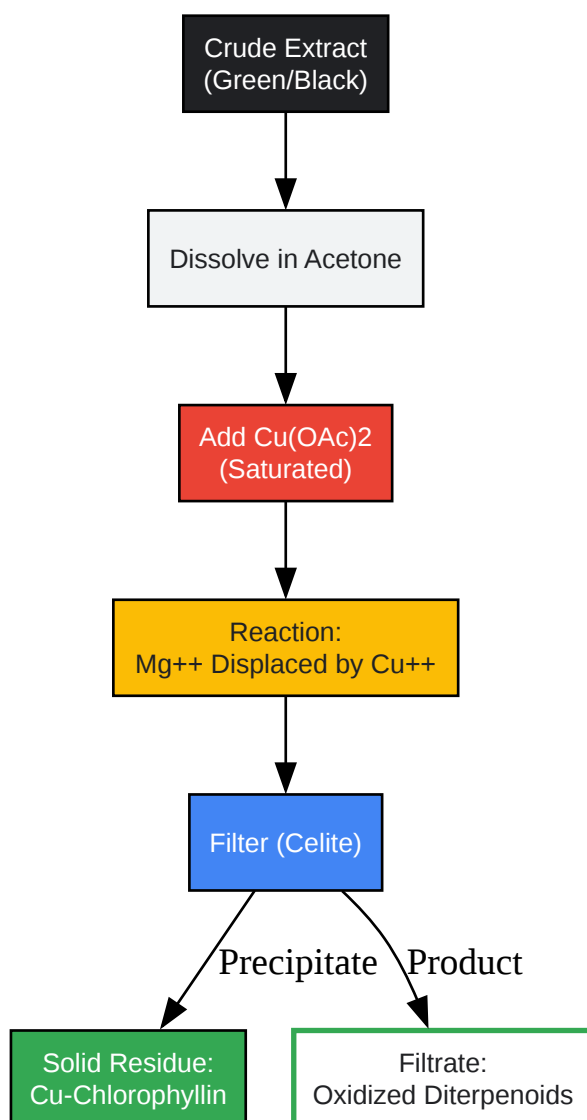 Crude Extract
(Green/Black)
Dissolve in Acetone
Add Cu(OAc)2
(Saturated)
Reaction:
Mg++ Displaced by Cu++
Filter (Celite)
Precipitate
Product
Solid Residue:
Cu-Chlorophyllin
Filtrate:
Oxidized Diterpenoids